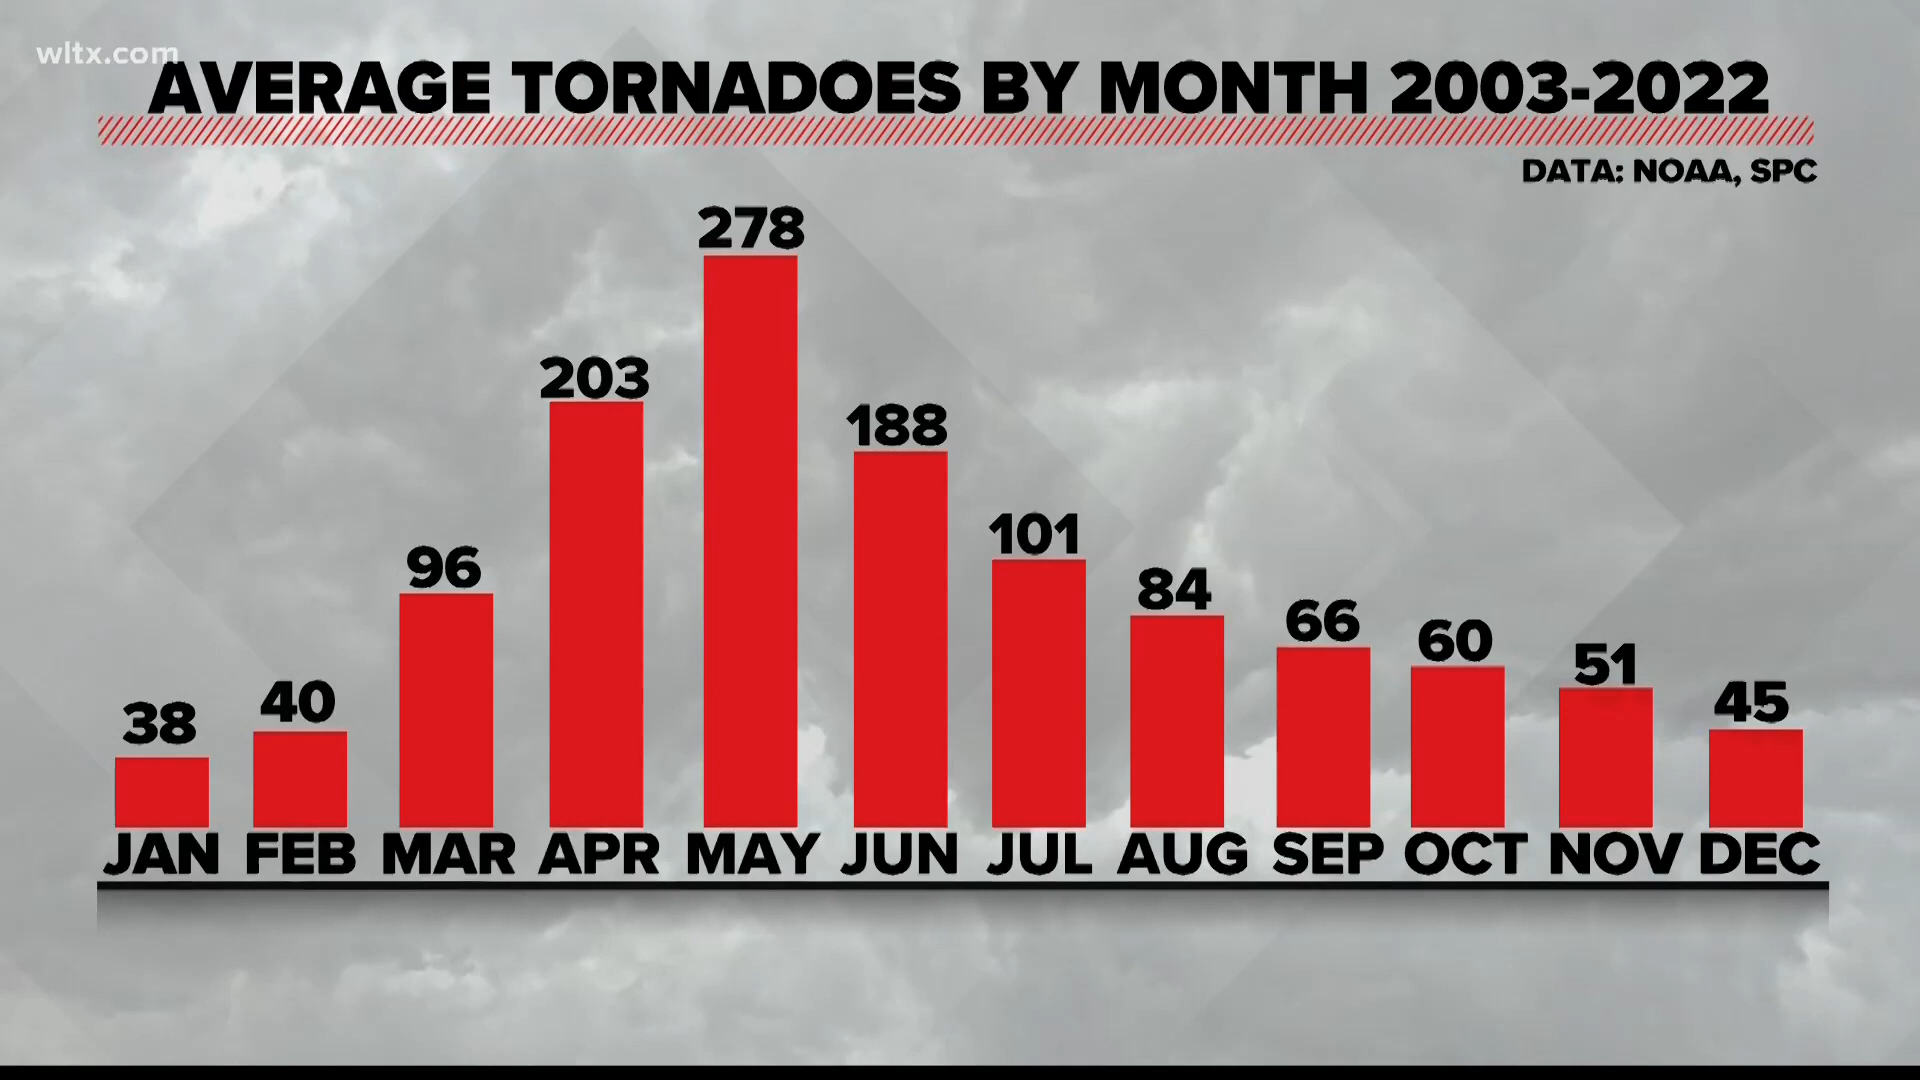 wltx.com
AVERAGE TORNADOES BY MONTH 2003-2022
DATA: NOAA, SPC
38 40 96 203 278 188 101 84 66 60 51 45
JAN FEB MAR APR MAY JUN JUL AUG SEP OCT NOV DEC